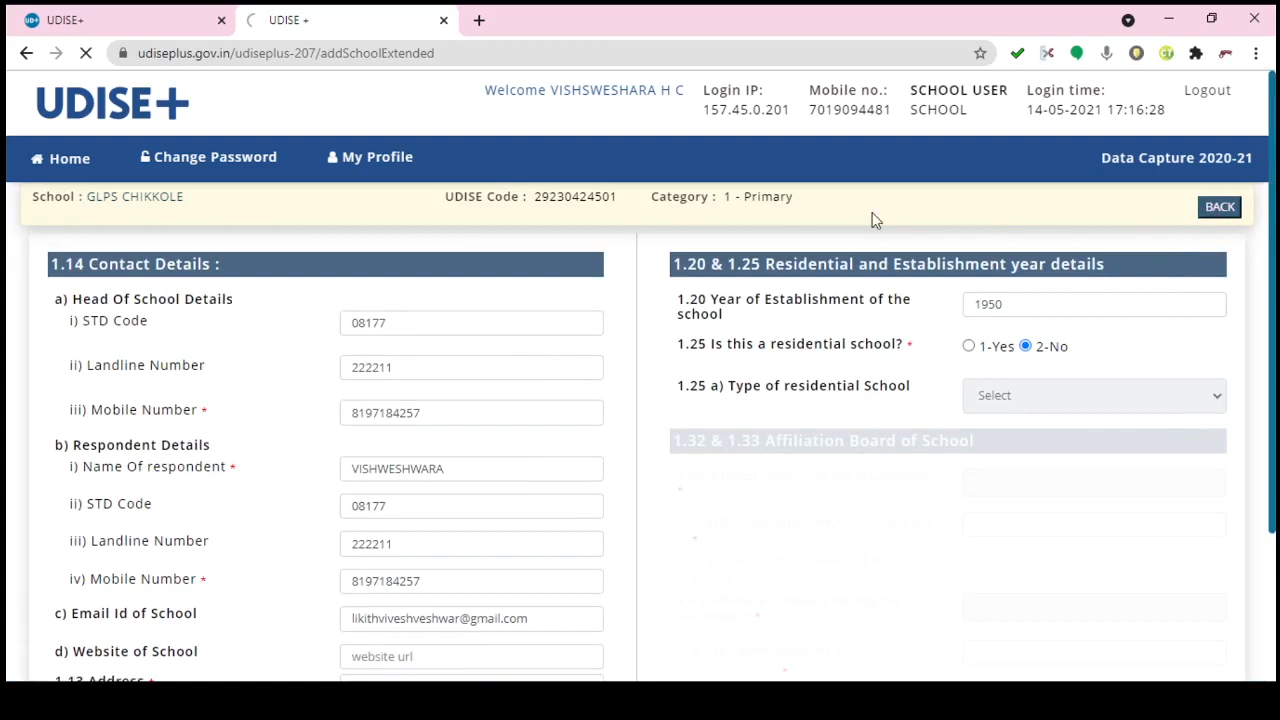 UD+ UDISE+
UDISE +
udiseplus.gov.in/udiseplus-207/addSchoolExtended
UDISE+
Welcome VISHSWESHARA H C
Login IP:
157.45.0.201
Mobile no.:
7019094481
SCHOOL USER
SCHOOL
Login time:
14-05-2021 17:16:28
Logout
Home
Change Password
My Profile
Data Capture 2020-21
School : GLPS CHIKKOLE
UDISE Code : 29230424501
Category : 1 - Primary
BACK
1.14 Contact Details :
a) Head Of School Details
i) STD Code
08177
ii) Landline Number
222211
iii) Mobile Number *
8197184257
b) Respondent Details
i) Name Of respondent *
VISHWESHWARA
ii) STD Code
08177
iii) Landline Number
222211
iv) Mobile Number *
8197184257
c) Email Id of School
likithviveshveshwar@gmail.com
d) Website of School
website url
1.13 Address *
1.20 & 1.25 Residential and Establishment year details
1.20 Year of Establishment of the
school
1950
1.25 Is this a residential school? *
1-Yes 2-No
1.25 a) Type of residential School
Select
1.32 & 1.33 Affiliation Board of School